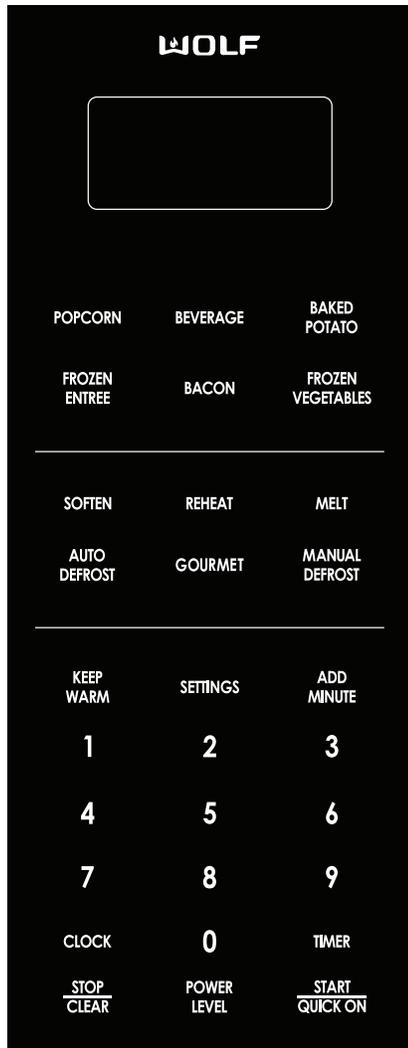 WOLF
POPCORN BEVERAGE BAKED POTATO
FROZEN ENTREE BACON FROZEN VEGETABLES
SOFTEN REHEAT MELT
AUTO DEFROST GOURMET MANUAL DEFROST
KEEP WARM SETTINGS ADD MINUTE
1 2 3
4 5 6
7 8 9
CLOCK 0 TIMER
STOP CLEAR POWER LEVEL START QUICK ON